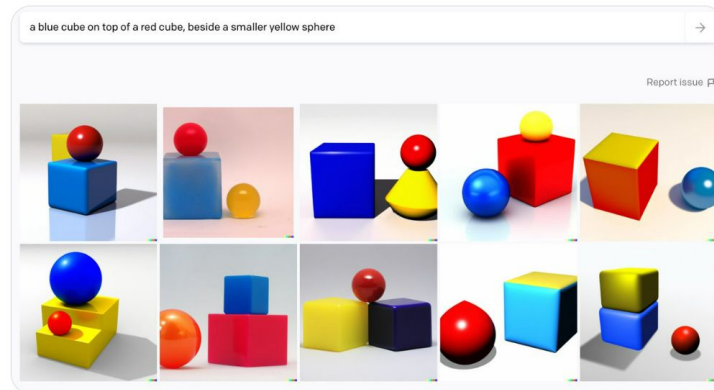 a blue cube on top of a red cube, beside a smaller yellow sphere
Report issue